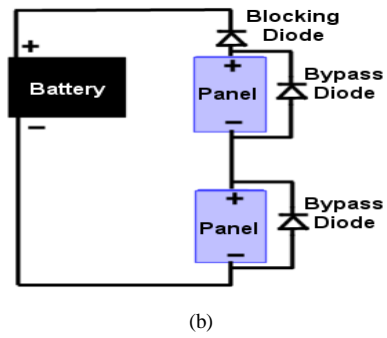 Blocking
Diode
+
+
Battery
Panel
Bypass
Diode
−
−
+
Panel
Bypass
Diode
−
(b)